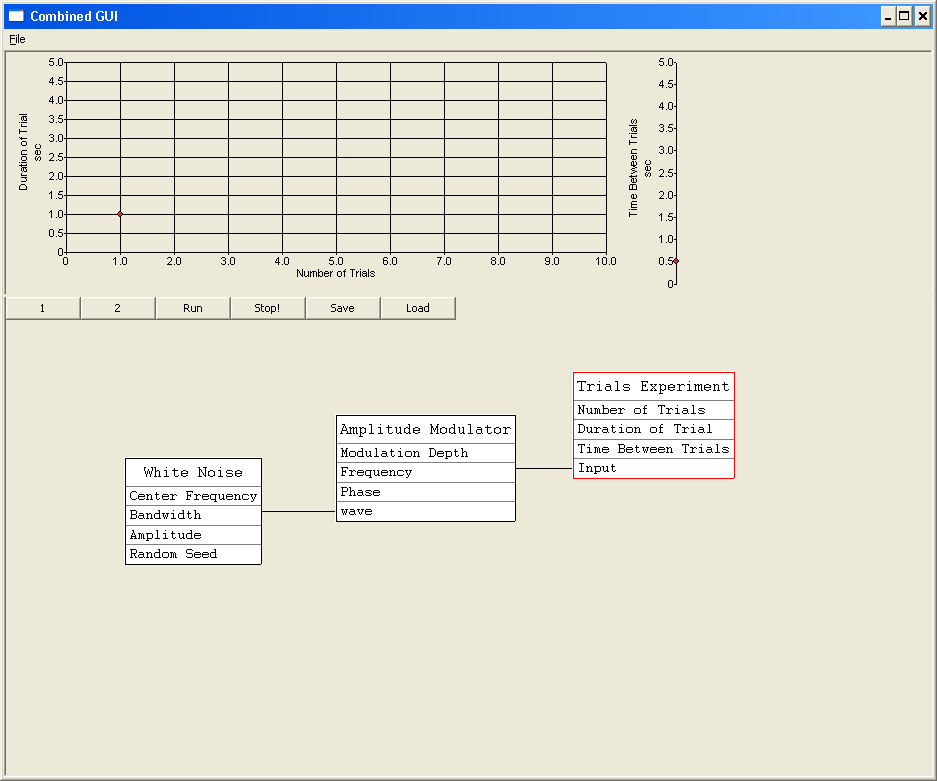 Combined GUI
File
5.0
4.5
4.0
3.5
3.0
2.5
2.0
1.5
1.0
0.5
0
Duration of Trial
sec
0 1.0 2.0 3.0 4.0 5.0 6.0 7.0 8.0 9.0 10.0
Number of Trials
5.0
4.5
4.0
3.5
3.0
2.5
2.0
1.5
1.0
0.5
0
Time Between Trials
sec
1 2 Run Stop! Save Load
White Noise
Center Frequency
Bandwidth
Amplitude
Random Seed
Amplitude Modulator
Modulation Depth
Frequency
Phase
wave
Trials Experiment
Number of Trials
Duration of Trial
Time Between Trials
Input